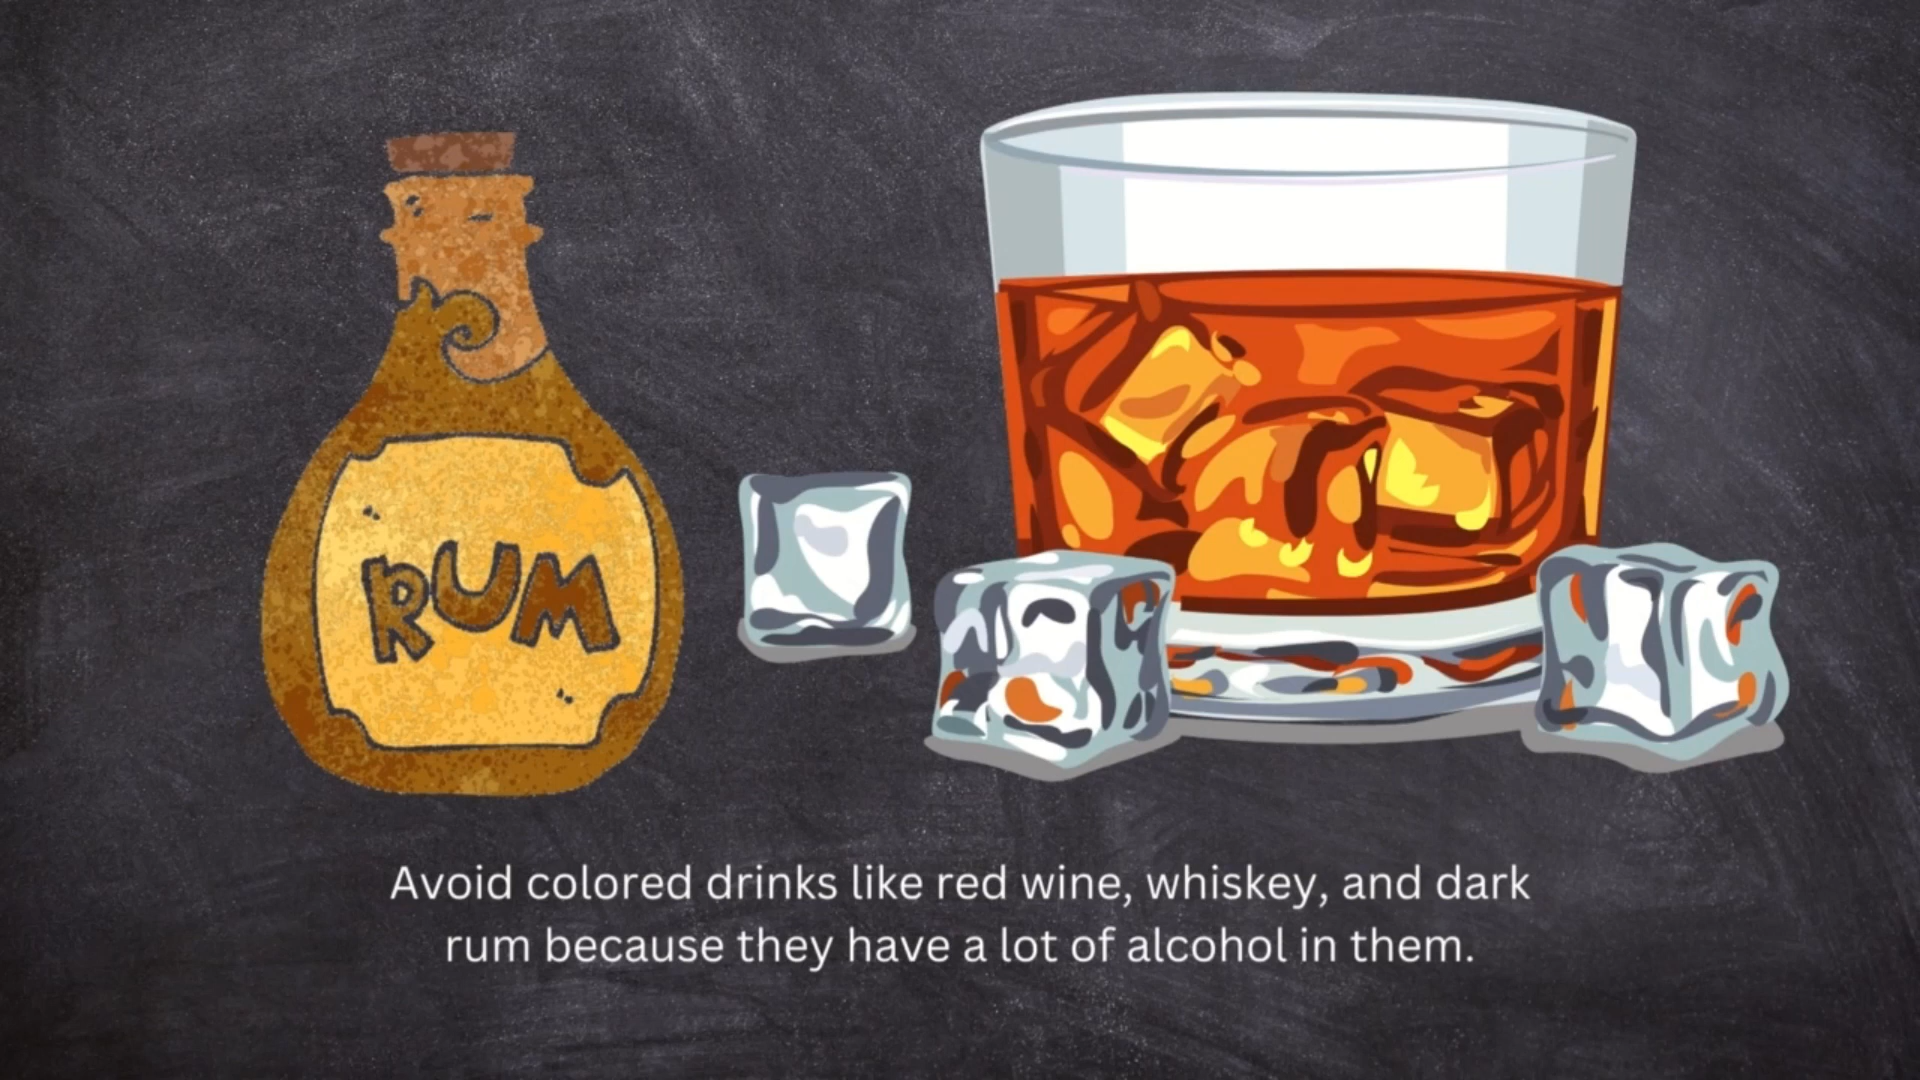 RUM
Avoid colored drinks like red wine, whiskey, and dark
rum because they have a lot of alcohol in them.